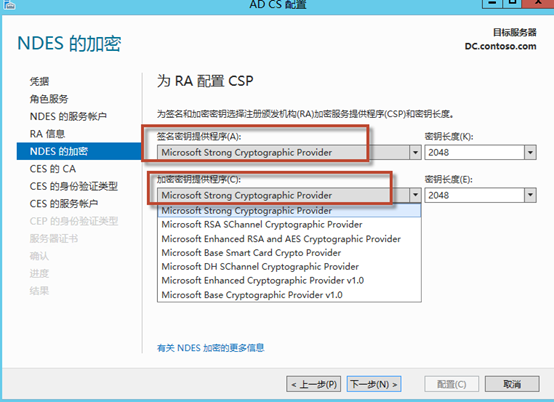 AD CS 配置
NDES 的加密
目标服务器
DC.contoso.com
凭据
角色服务
NDES 的服务帐户
RA 信息
NDES 的加密
CES 的 CA
CES 的身份验证类型
CES 的服务帐户
CEP 的身份验证类型
服务器证书
确认
进度
结果
为 RA 配置 CSP
为签名和加密密钥选择注册颁发机构(RA)加密服务提供程序(CSP)和密钥长度。
签名密钥提供程序(A):
密钥长度(K):
Microsoft Strong Cryptographic Provider
2048
加密密钥提供程序(C):
密钥长度(E):
Microsoft Strong Cryptographic Provider
2048
Microsoft Strong Cryptographic Provider
Microsoft RSA SChannel Cryptographic Provider
Microsoft Enhanced RSA and AES Cryptographic Provider
Microsoft Base Smart Card Crypto Provider
Microsoft DH SChannel Cryptographic Provider
Microsoft Enhanced Cryptographic Provider v1.0
Microsoft Base Cryptographic Provider v1.0
有关 NDES 加密的更多信息
< 上一步(P)
下一步(N) >
配置(C)
取消